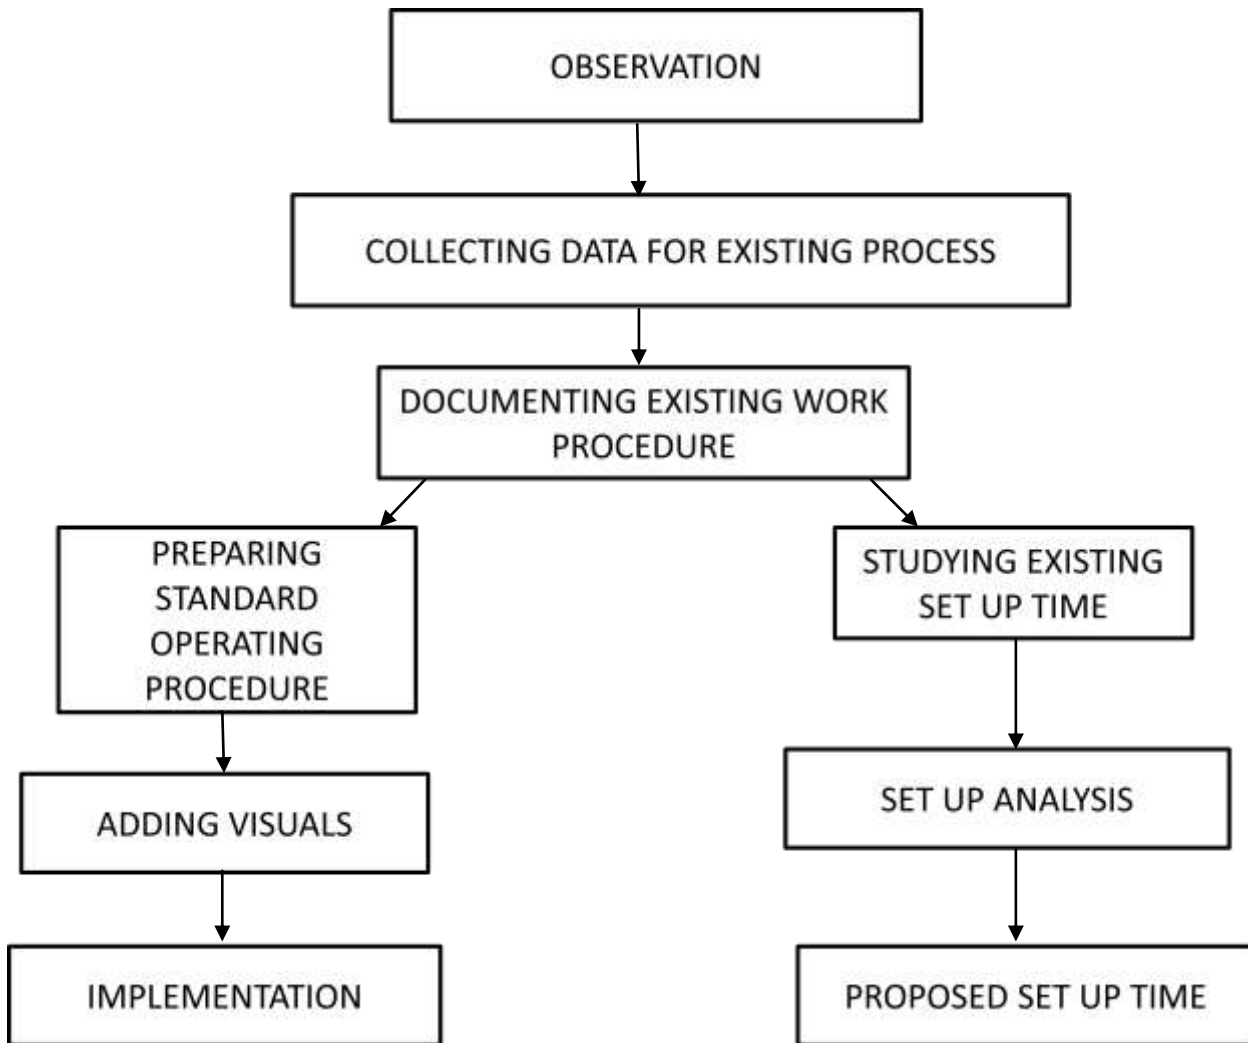 OBSERVATION
COLLECTING DATA FOR EXISTING PROCESS
DOCUMENTING EXISTING WORK
PROCEDURE
PREPARING
STANDARD
OPERATING
PROCEDURE
STUDYING EXISTING
SET UP TIME
ADDING VISUALS
SET UP ANALYSIS
IMPLEMENTATION
PROPOSED SET UP TIME